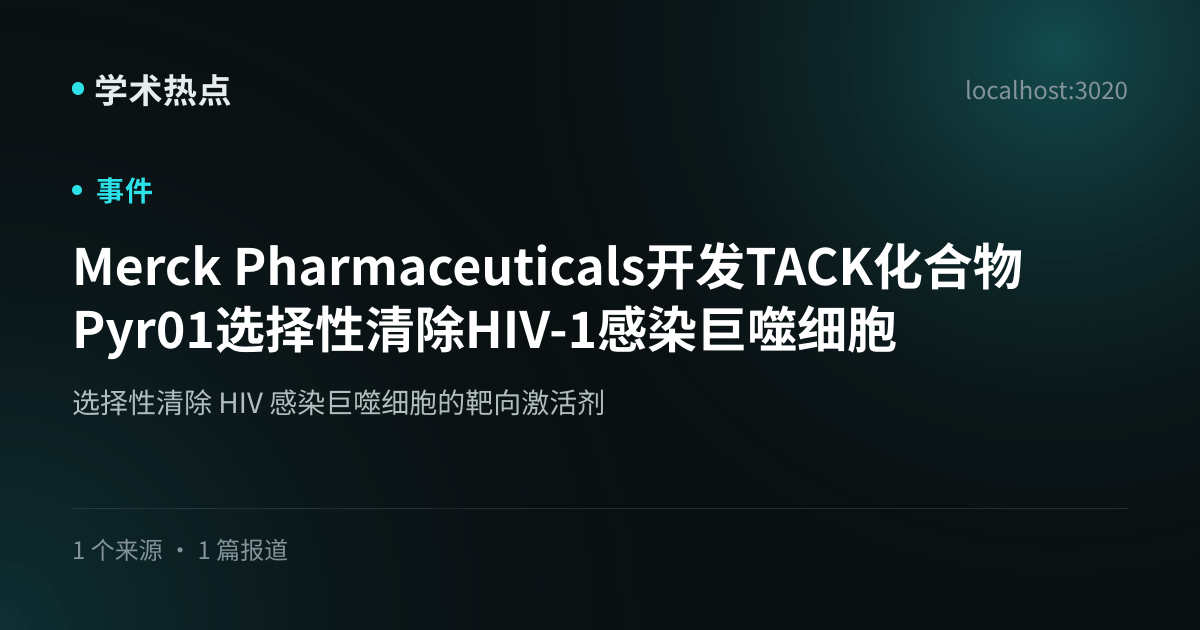 学术热点
localhost:3020
事件
Merck Pharmaceuticals开发TACK化合物
Pyr01选择性清除HIV-1感染巨噬细胞
选择性清除 HIV 感染巨噬细胞的靶向激活剂
1 个来源 · 1 篇报道